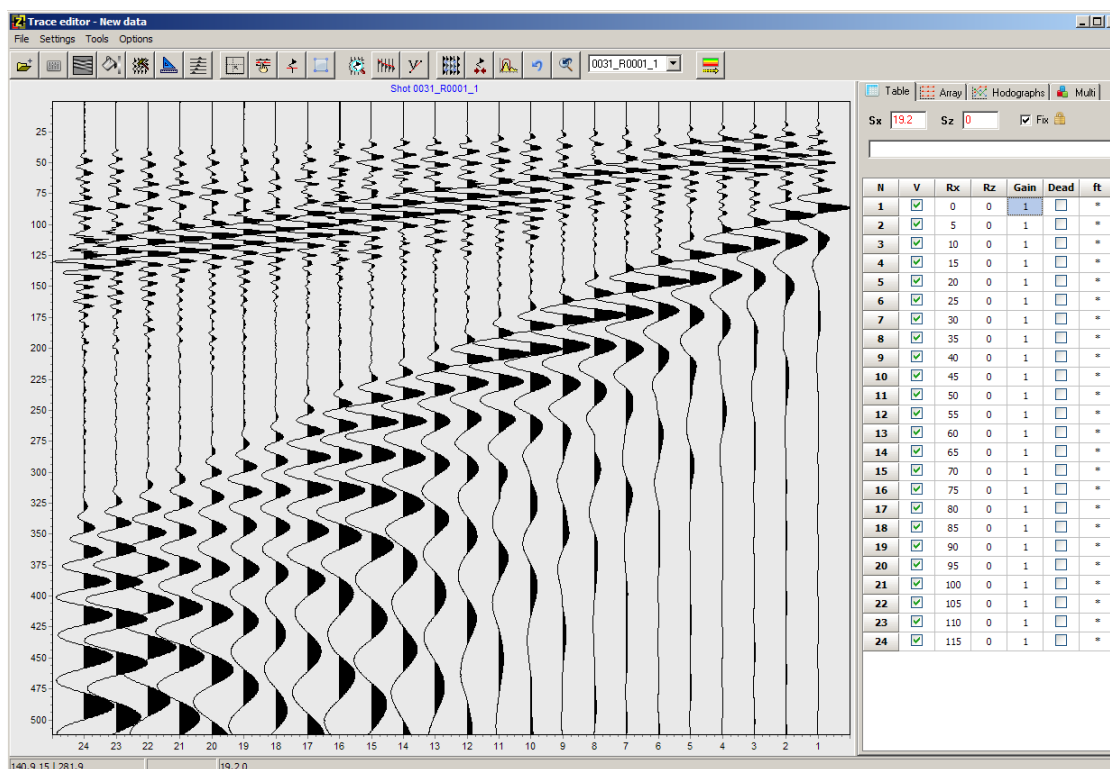 Trace editor - New data
File Settings Tools Options
0031_R0001_1
Shot 0031_R0001_1
Table Array Hodographs Multi
Sx 19.2 Sz 0 Fix
N V Rx Rz Gain Dead ft
1 0 0 1 *
2 5 0 1 *
3 10 0 1 *
4 15 0 1 *
5 20 0 1 *
6 25 0 1 *
7 30 0 1 *
8 35 0 1 *
9 40 0 1 *
10 45 0 1 *
11 50 0 1 *
12 55 0 1 *
13 60 0 1 *
14 65 0 1 *
15 70 0 1 *
16 75 0 1 *
17 80 0 1 *
18 85 0 1 *
19 90 0 1 *
20 95 0 1 *
21 100 0 1 *
22 105 0 1 *
23 110 0 1 *
24 115 0 1 *
25
50
75
100
125
150
175
200
225
250
275
300
325
350
375
400
425
450
475
500
24 23 22 21 20 19 18 17 16 15 14 13 12 11 10 9 8 7 6 5 4 3 2 1
140.9,15 | 281.9 19.2,0